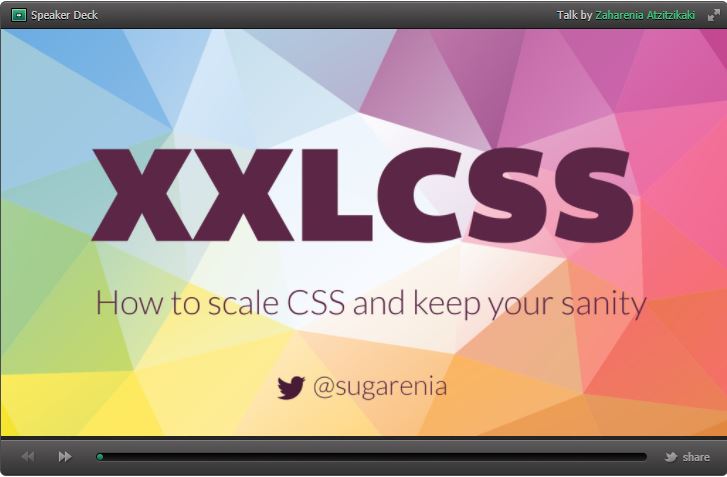 Speaker Deck
Talk by Zaharenia Atzitzikaki
XXLCSS
How to scale CSS and keep your sanity
@sugarenia
share